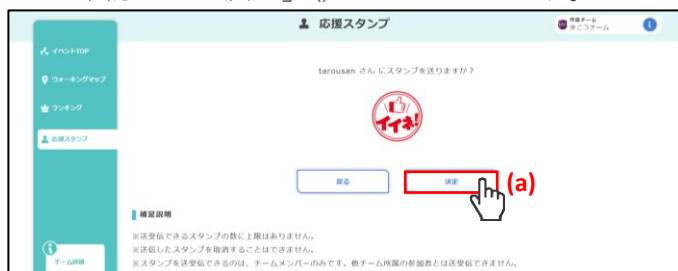 応援スタンプ
所属チーム
歩こうチーム
イベントTOP
ウォーキングマップ
ランキング
応援スタンプ
チーム詳細
tarousan さん にスタンプを送りますか？
イイネ!
戻る
決定
(a)
補足説明
※送受信できるスタンプの数に上限はありません。
※送信したスタンプを取消することはできません。
※スタンプを送受信できるのは、チームメンバーのみです。他チーム所属の参加者とは送受信できません。